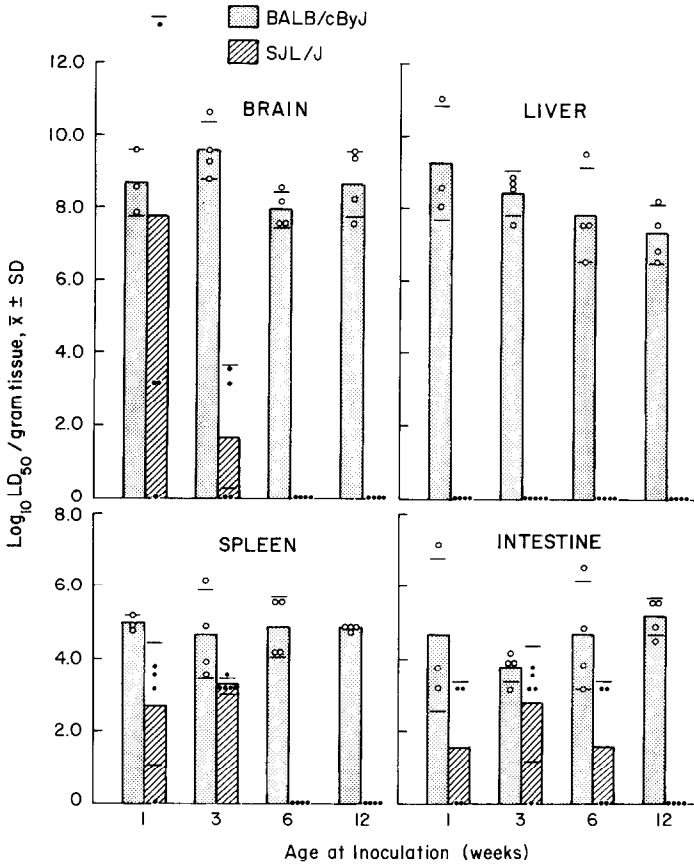 BALB/cByJ
SJL/J
12.0
10.0
8.0
6.0
4.0
2.0
0
BRAIN
LIVER
Log10 LD50/gram tissue, x̄ ± SD
8.0
6.0
4.0
2.0
0
SPLEEN
INTESTINE
1 3 6 12
1 3 6 12
Age at Inoculation (weeks)